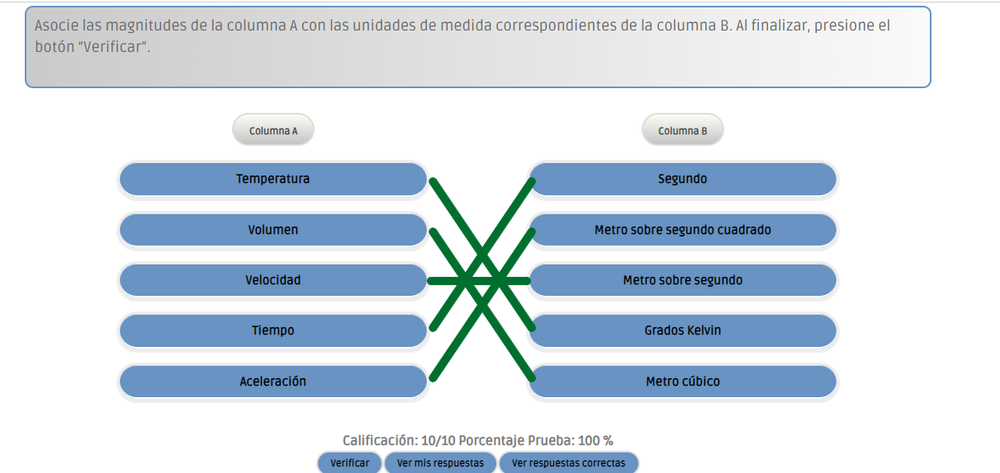 Asocie las magnitudes de la columna A con las unidades de medida correspondientes de la columna B. Al finalizar, presione el
botón “Verificar”.
Columna A
Columna B
Temperatura
Segundo
Volumen
Metro sobre segundo cuadrado
Velocidad
Metro sobre segundo
Tiempo
Grados Kelvin
Aceleración
Metro cúbico
Calificación: 10/10 Porcentaje Prueba: 100 %
Verificar
Ver mis respuestas
Ver respuestas correctas